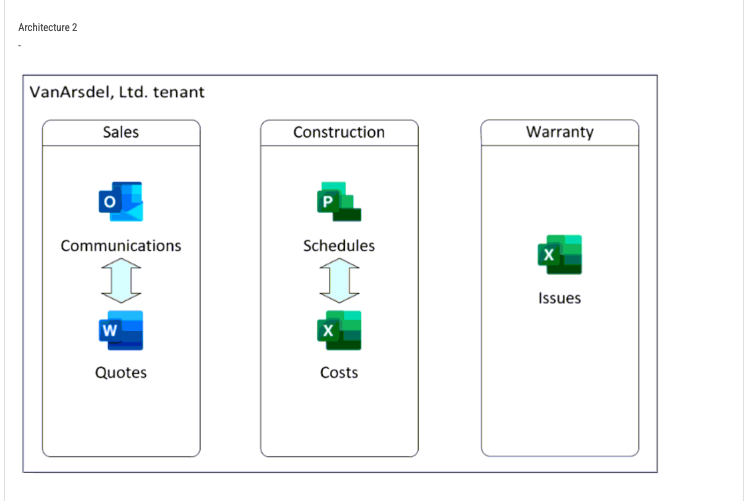 Architecture 2
-
VanArsdel, Ltd. tenant
Sales
O
Communications
W
Quotes
Construction
P
Schedules
X
Costs
Warranty
X
Issues